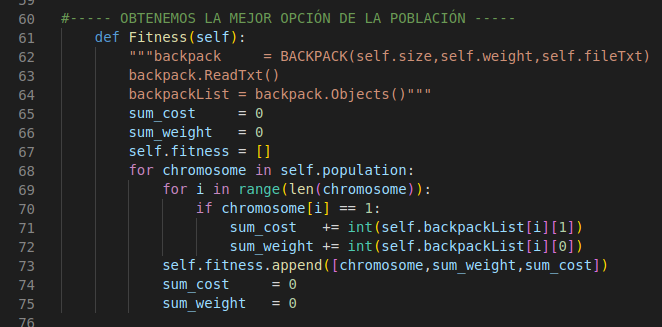 59
60 #----- OBTENEMOS LA MEJOR OPCIÓN DE LA POBLACIÓN -----
61     def Fitness(self):
62         """backpack     = BACKPACK(self.size,self.weight,self.fileTxt)
63         backpack.ReadTxt()
64         backpackList = backpack.Objects()"""
65         sum_cost     = 0
66         sum_weight   = 0
67         self.fitness = []
68         for chromosome in self.population:
69             for i in range(len(chromosome)):
70                 if chromosome[i] == 1:
71                     sum_cost   += int(self.backpackList[i][1])
72                     sum_weight += int(self.backpackList[i][0])
73             self.fitness.append([chromosome,sum_weight,sum_cost])
74             sum_cost     = 0
75             sum_weight   = 0
76